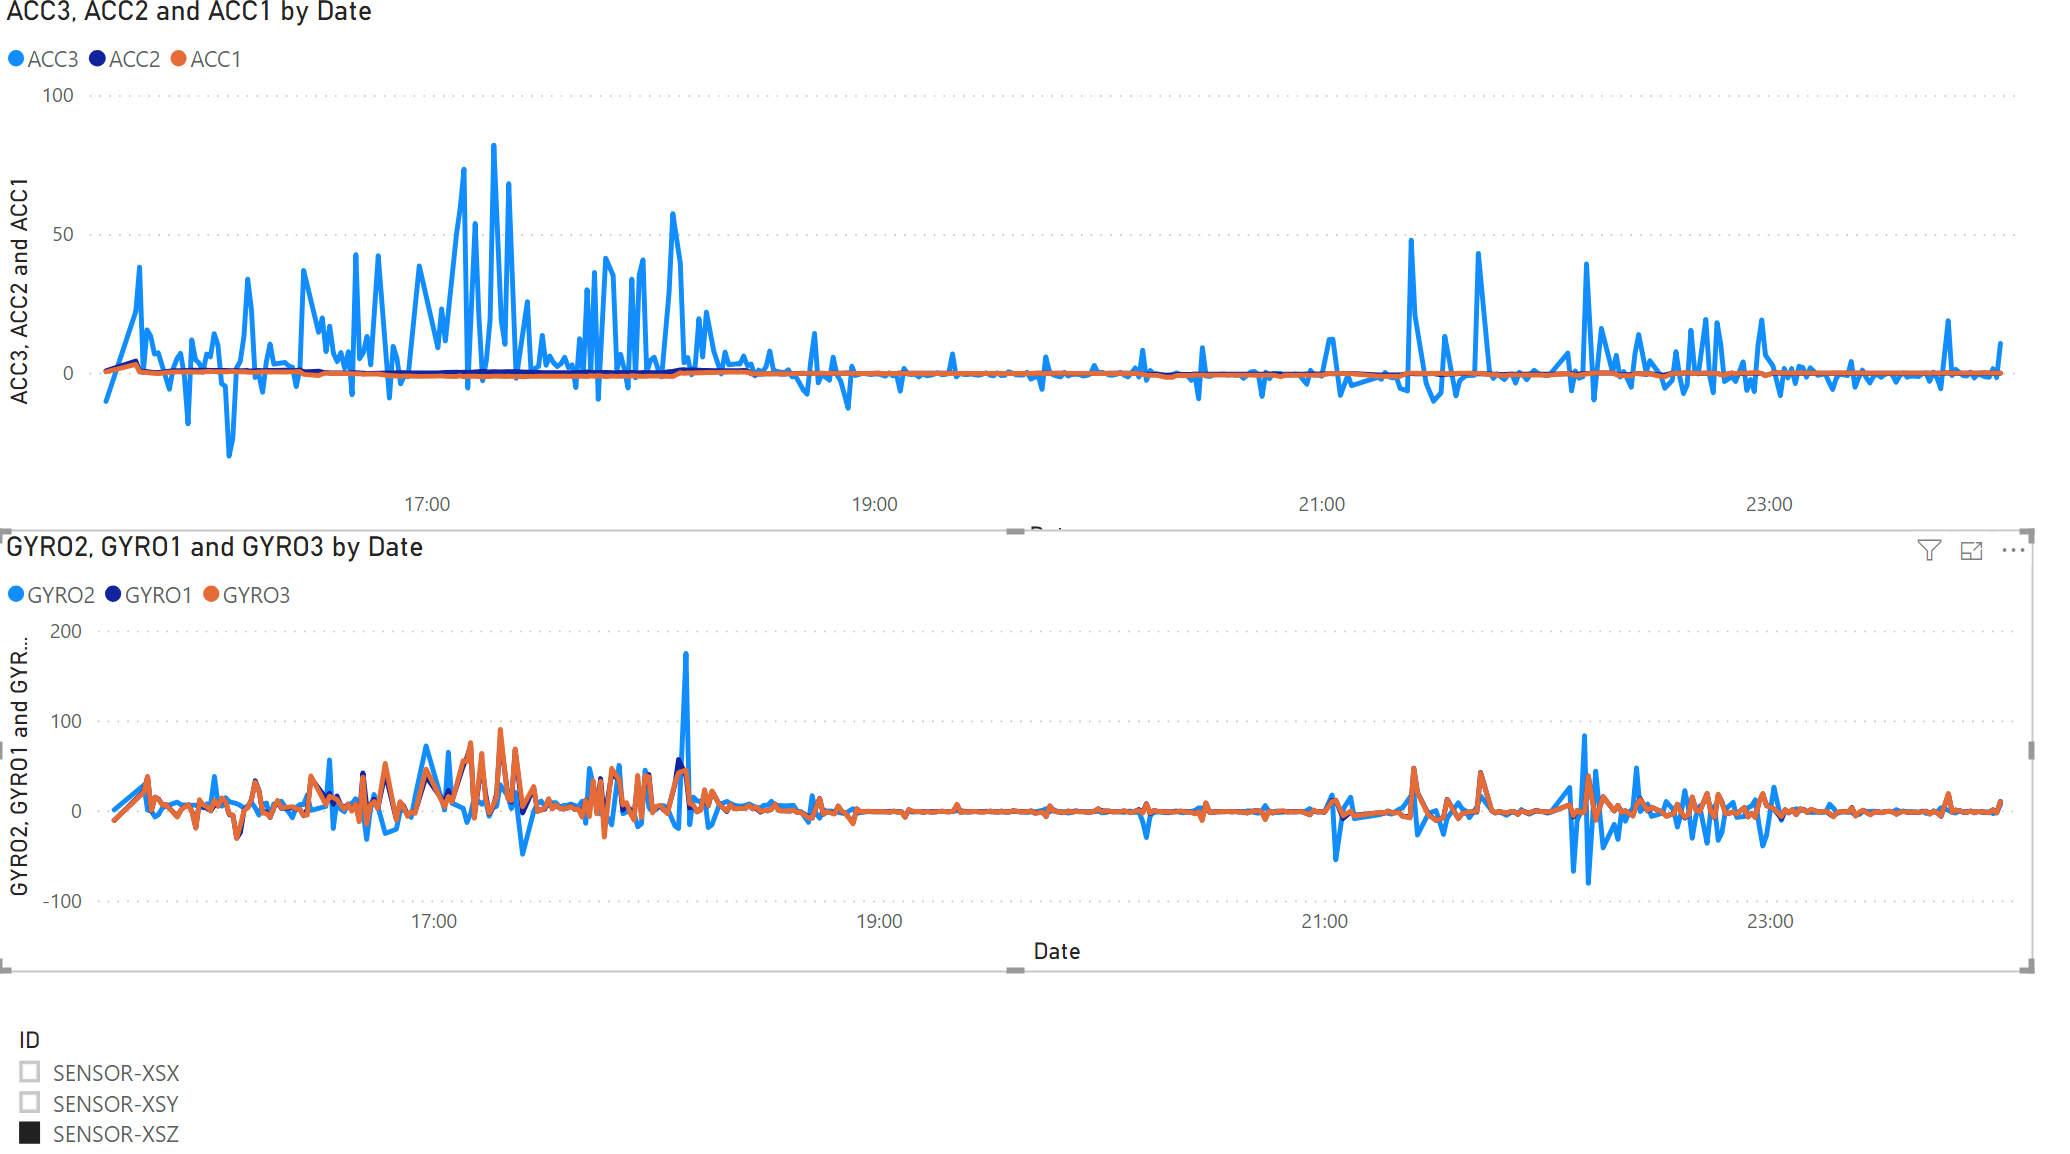 ACC3, ACC2 and ACC1 by Date
ACC3 ACC2 ACC1
ACC3, ACC2 and ACC1
100
50
0
17:00 19:00 21:00 23:00
GYRO2, GYRO1 and GYRO3 by Date
GYRO2 GYRO1 GYRO3
GYRO2, GYRO1 and GYR...
200
100
0
-100
17:00 19:00 21:00 23:00
Date
ID
SENSOR-XSX
SENSOR-XSY
SENSOR-XSZ